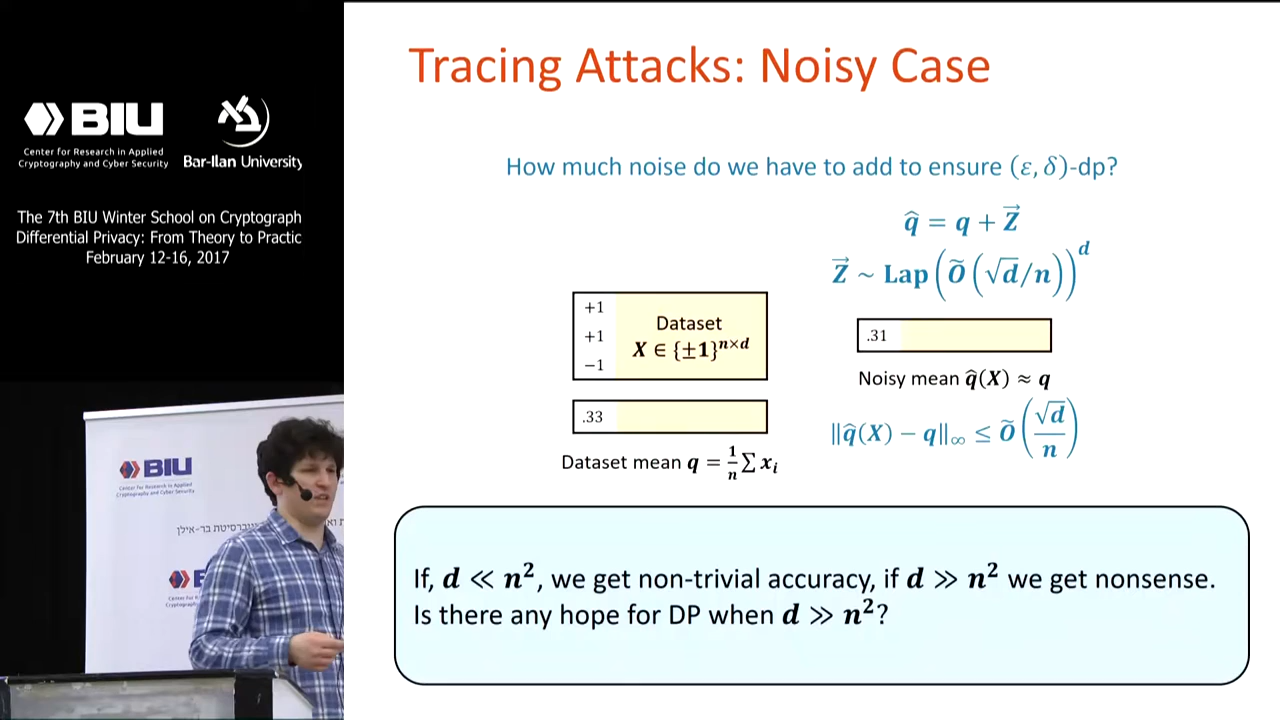 Tracing Attacks: Noisy Case
BIU
Center for Research in Applied
Cryptography and Cyber Security
Bar-Ilan University
The 7th BIU Winter School on Cryptograph
Differential Privacy: From Theory to Practic
February 12-16, 2017
How much noise do we have to add to ensure (ε, δ)-dp?
q̂ = q + Z⃗
Z⃗ ~ Lap(Õ(√d/n))^d
+1
+1
−1
Dataset
X ∈ {±1}^{n×d}
.33
Dataset mean q = 1/n ∑ x_i
.31
Noisy mean q̂(X) ≈ q
‖q̂(X) − q‖_∞ ≤ Õ(√d/n)
If, d ≪ n², we get non-trivial accuracy, if d ≫ n² we get nonsense.
Is there any hope for DP when d ≫ n²?
BIU
Center for Research in Applied
Cryptography and Cyber Security